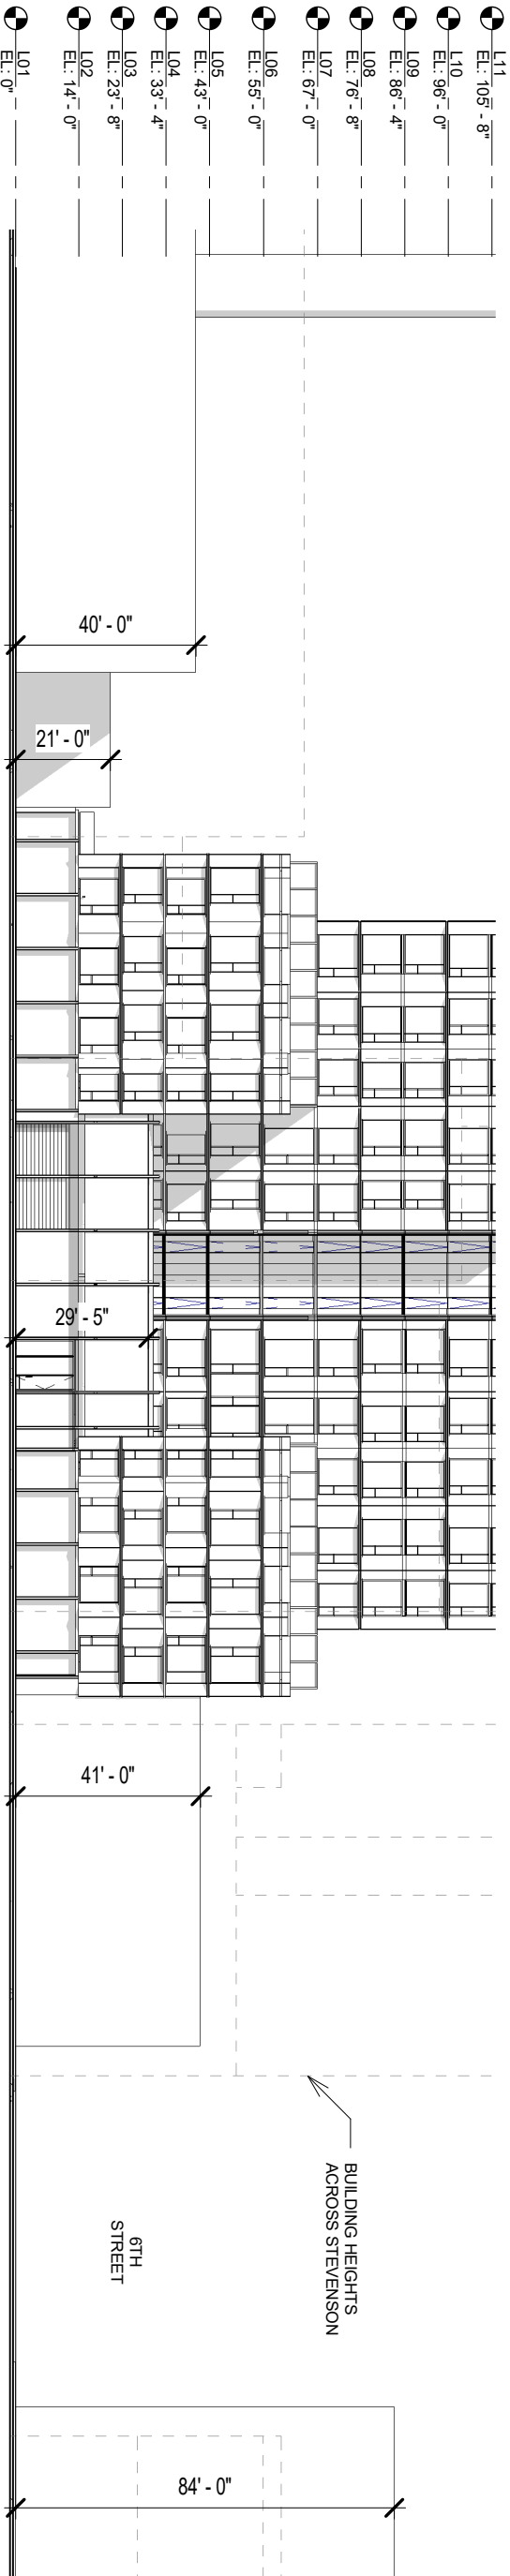 L11
EL: 105' - 8"
L10
EL: 96' - 0"
L09
EL: 86' - 4"
L08
EL: 76' - 8"
L07
EL: 67' - 0"
L06
EL: 55' - 0"
L05
EL: 43' - 0"
L04
EL: 33' - 4"
L03
EL: 23' - 8"
L02
EL: 14' - 0"
L01
EL: 0"
40' - 0"
21' - 0"
29' - 5"
41' - 0"
BUILDING HEIGHTS
ACROSS STEVENSON
6TH
STREET
84' - 0"